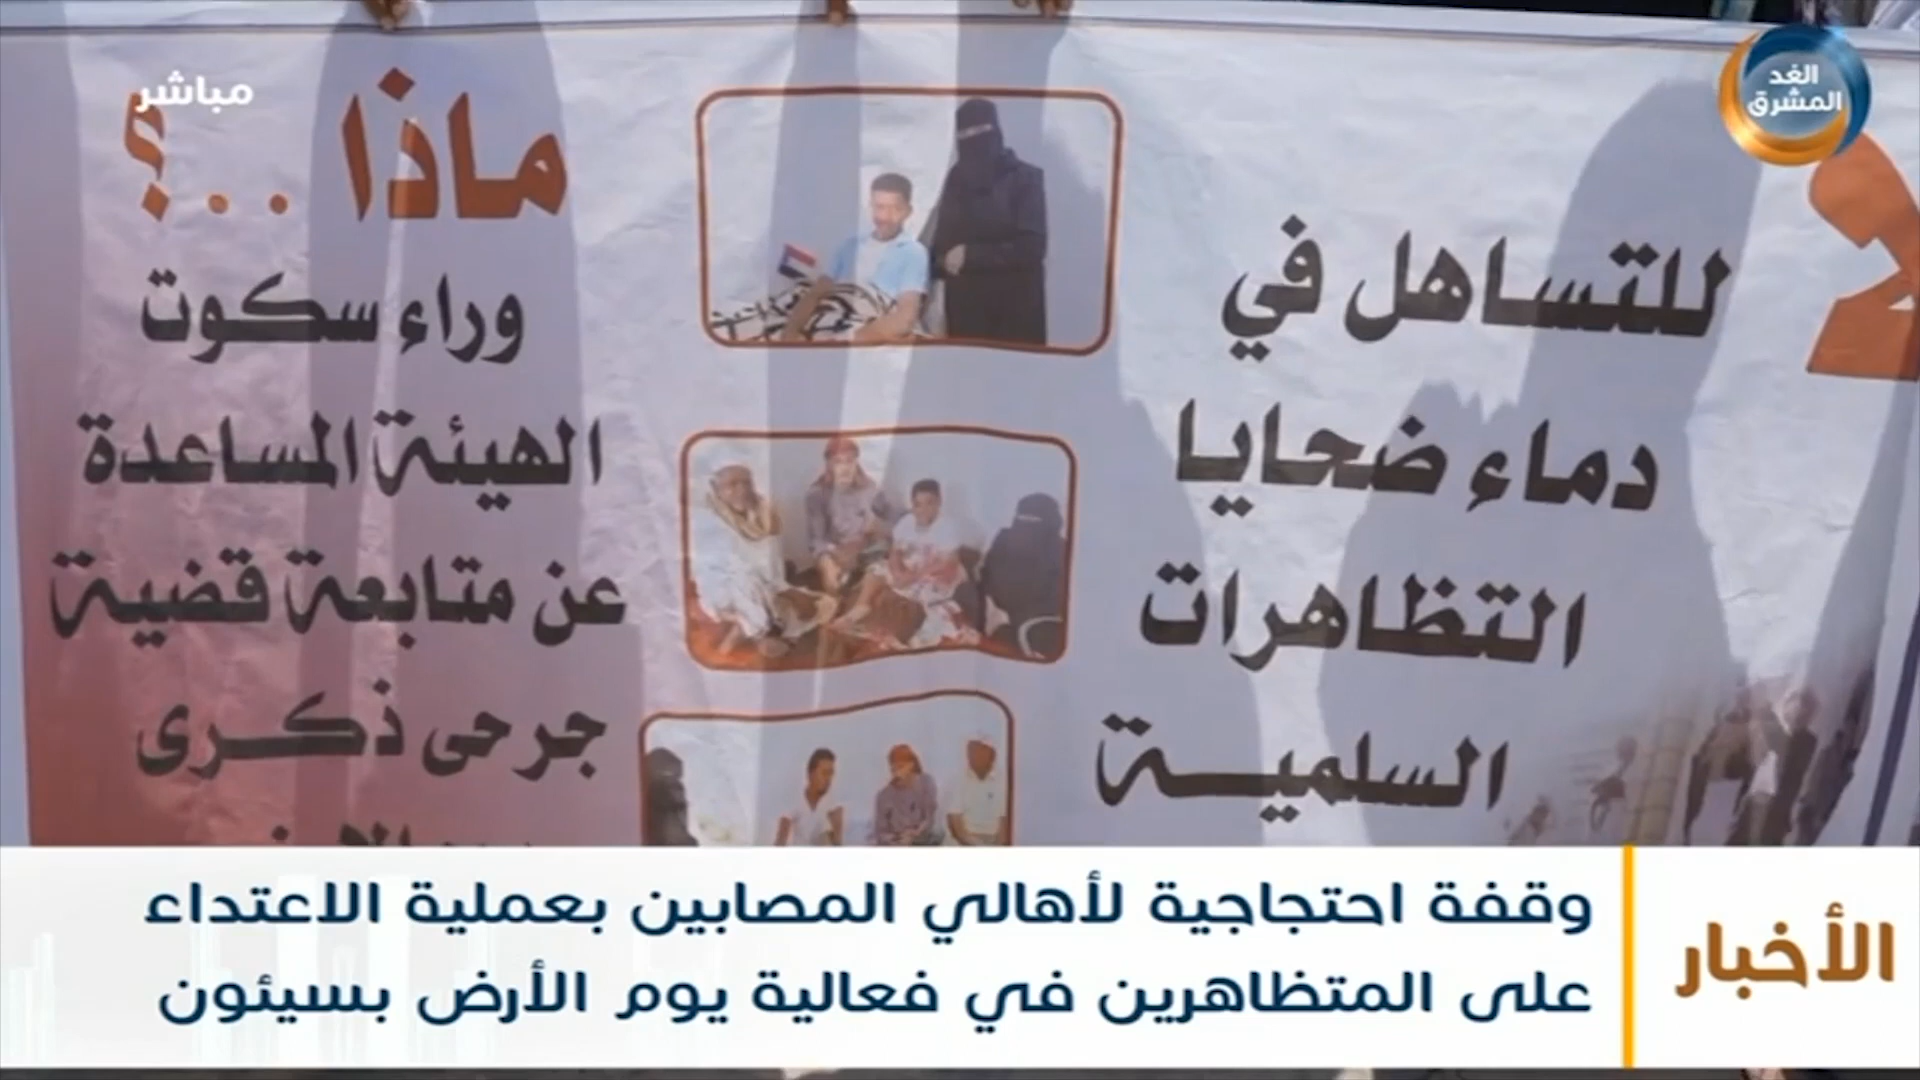 مباشر
الغد
المشرق
لا
للتساهل في
دماء ضحايا
التظاهرات
السلمية
ماذا ..؟
وراء سكوت
الهيئة المساعدة
عن متابعة قضية
جرحى ذكرى
الأخبار
وقفة احتجاجية لأهالي المصابين بعملية الاعتداء
على المتظاهرين في فعالية يوم الأرض بسيئون